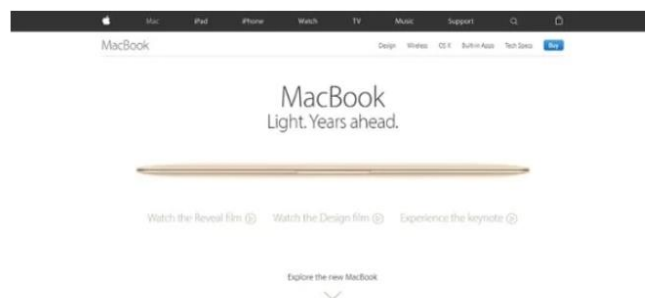 Mac iPad iPhone Watch TV Music Support
MacBook Design Wireless OS X Built-in Apps Tech Specs Buy
MacBook
Light. Years ahead.
Watch the Reveal film Watch the Design film Experience the keynote
Explore the new MacBook